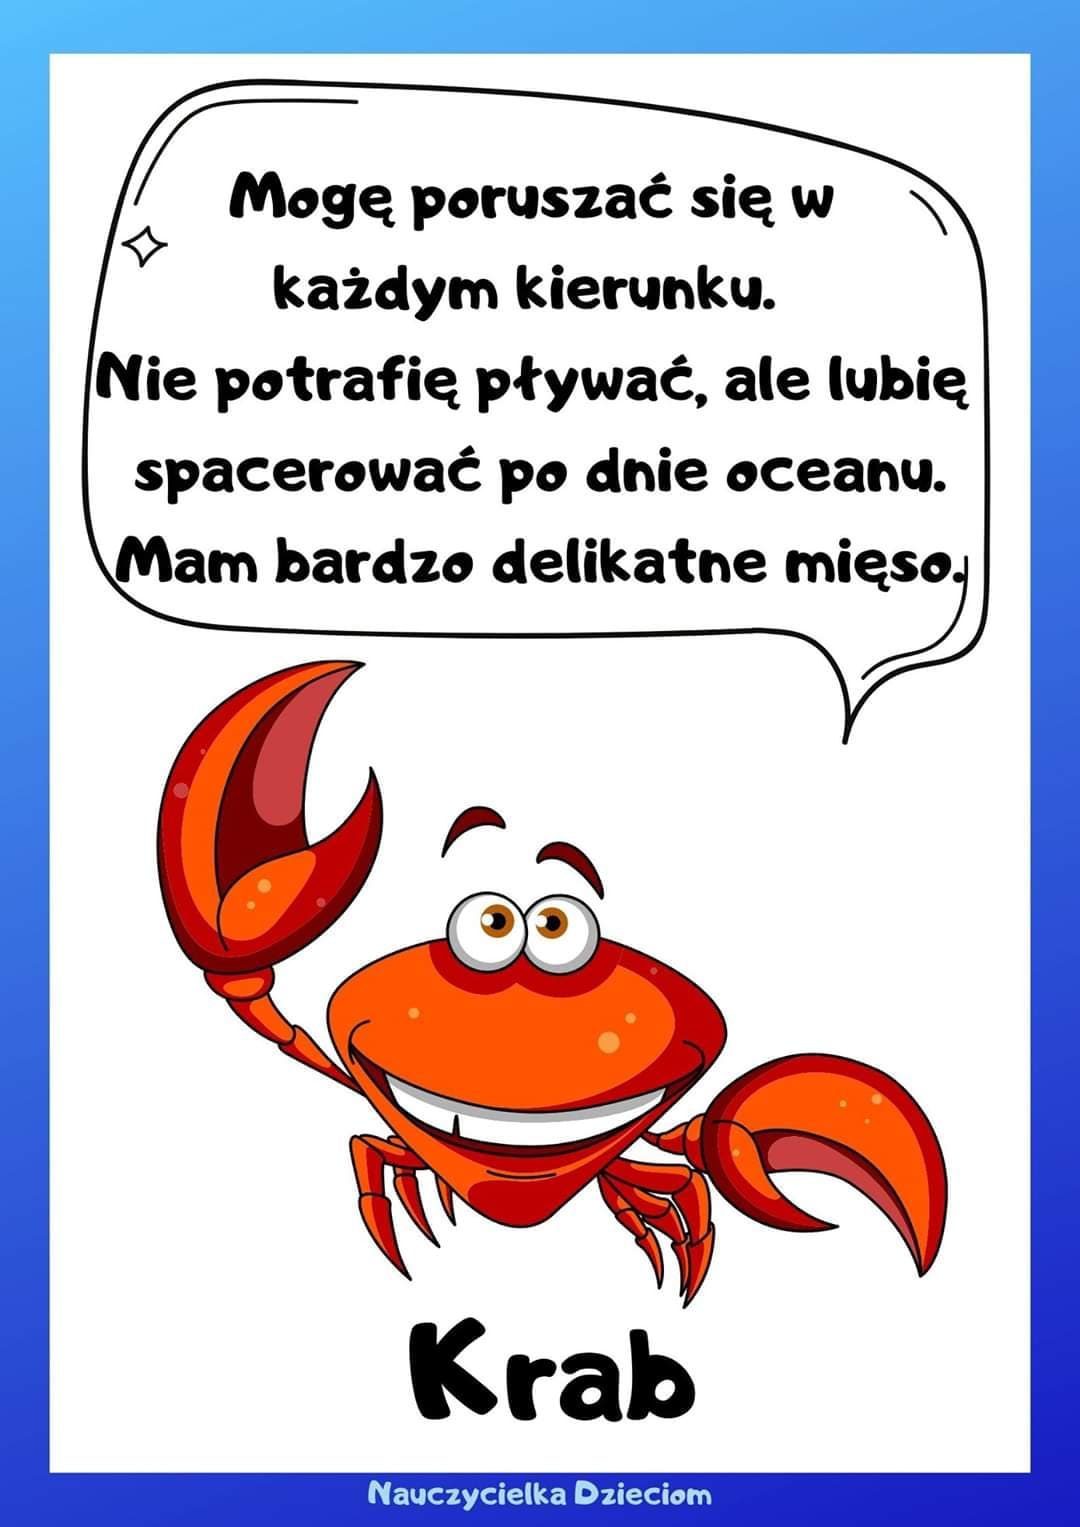 Mogę poruszać się w
każdym kierunku.
Nie potrafię pływać, ale lubię
spacerować po dnie oceanu.
Mam bardzo delikatne mięso.
Krab
Nauczycielka Dzieciom